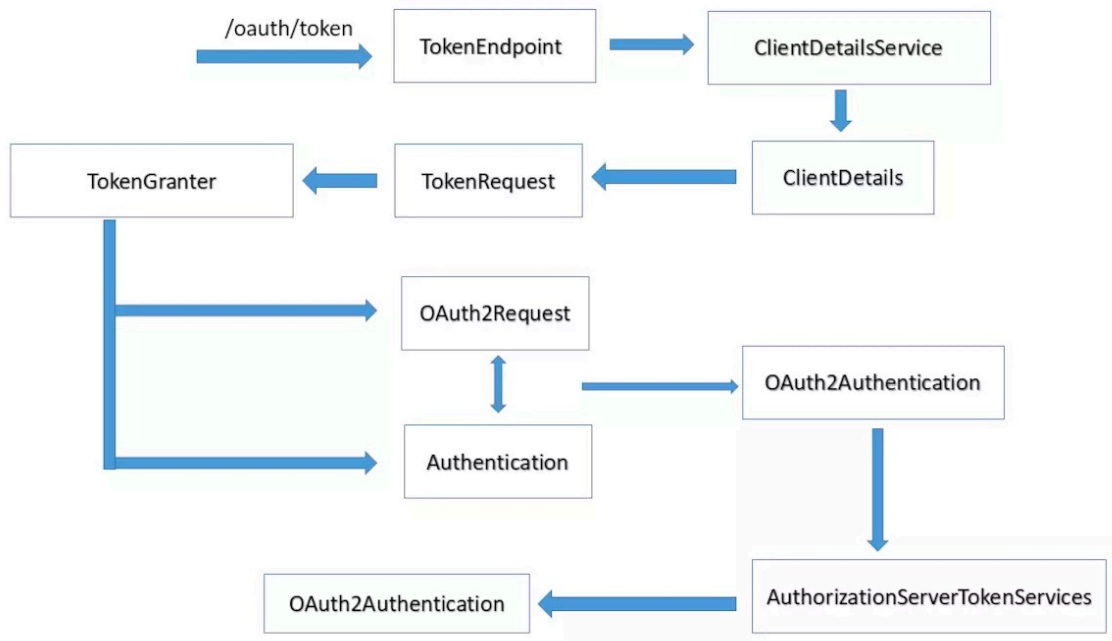 /oauth/token
TokenEndpoint
ClientDetailsService
TokenGranter
TokenRequest
ClientDetails
OAuth2Request
OAuth2Authentication
Authentication
AuthorizationServerTokenServices
OAuth2Authentication